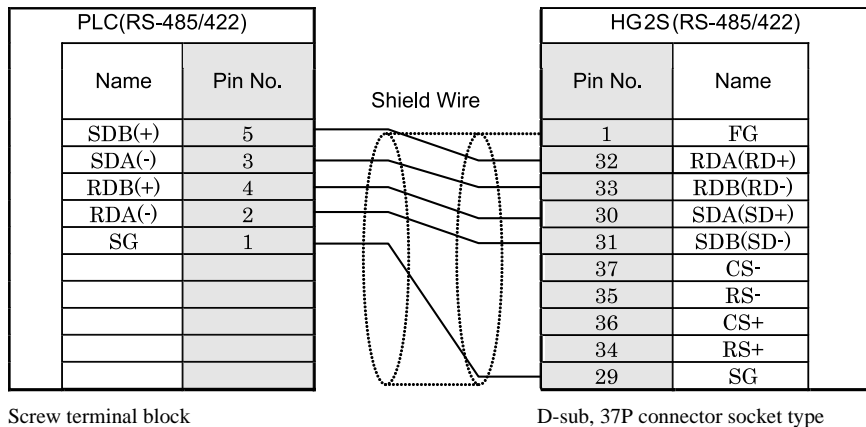 PLC(RS-485/422) HG2S(RS-485/422)
Name Pin No. Shield Wire Pin No. Name
SDB(+) 5 1 FG
SDA(-) 3 32 RDA(RD+)
RDB(+) 4 33 RDB(RD-)
RDA(-) 2 30 SDA(SD+)
SG 1 31 SDB(SD-)
37 CS-
35 RS-
36 CS+
34 RS+
29 SG
Screw terminal block D-sub, 37P connector socket type